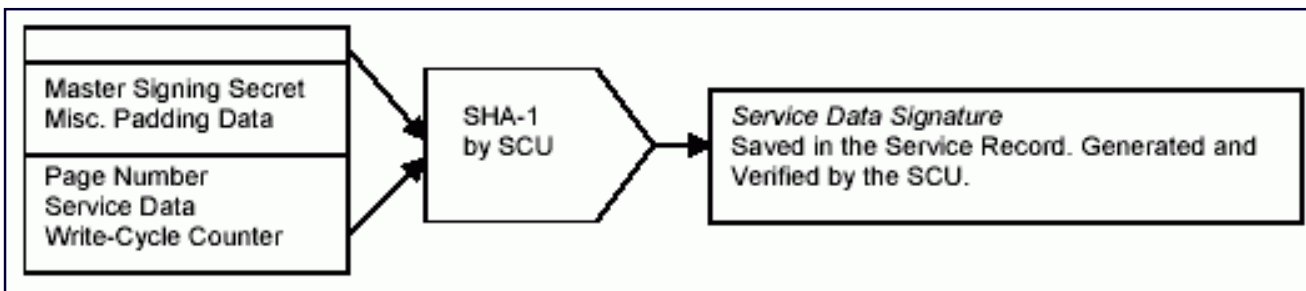 Master Signing Secret
Misc. Padding Data
Page Number
Service Data
Write-Cycle Counter
SHA-1
by SCU
Service Data Signature
Saved in the Service Record. Generated and
Verified by the SCU.